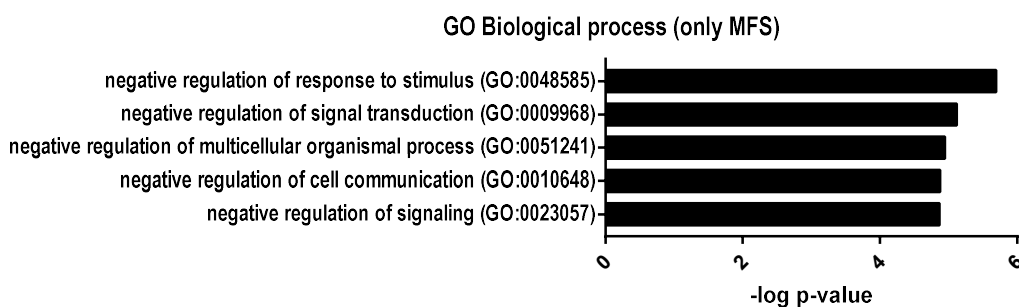 GO Biological process (only MFS)
negative regulation of response to stimulus (GO:0048585)
negative regulation of signal transduction (GO:0009968)
negative regulation of multicellular organismal process (GO:0051241)
negative regulation of cell communication (GO:0010648)
negative regulation of signaling (GO:0023057)
0 2 4 6
-log p-value